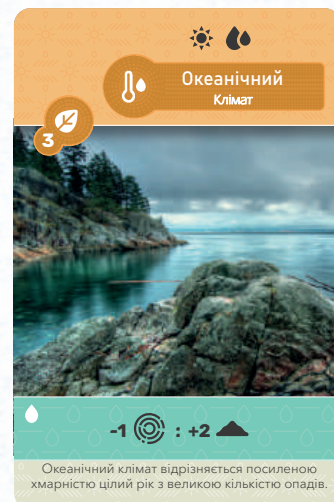 Океанічний
Клімат
3
-1 : +2
Океанічний клімат відрізняється посиленою
хмарністю цілий рік з великою кількістю опадів.